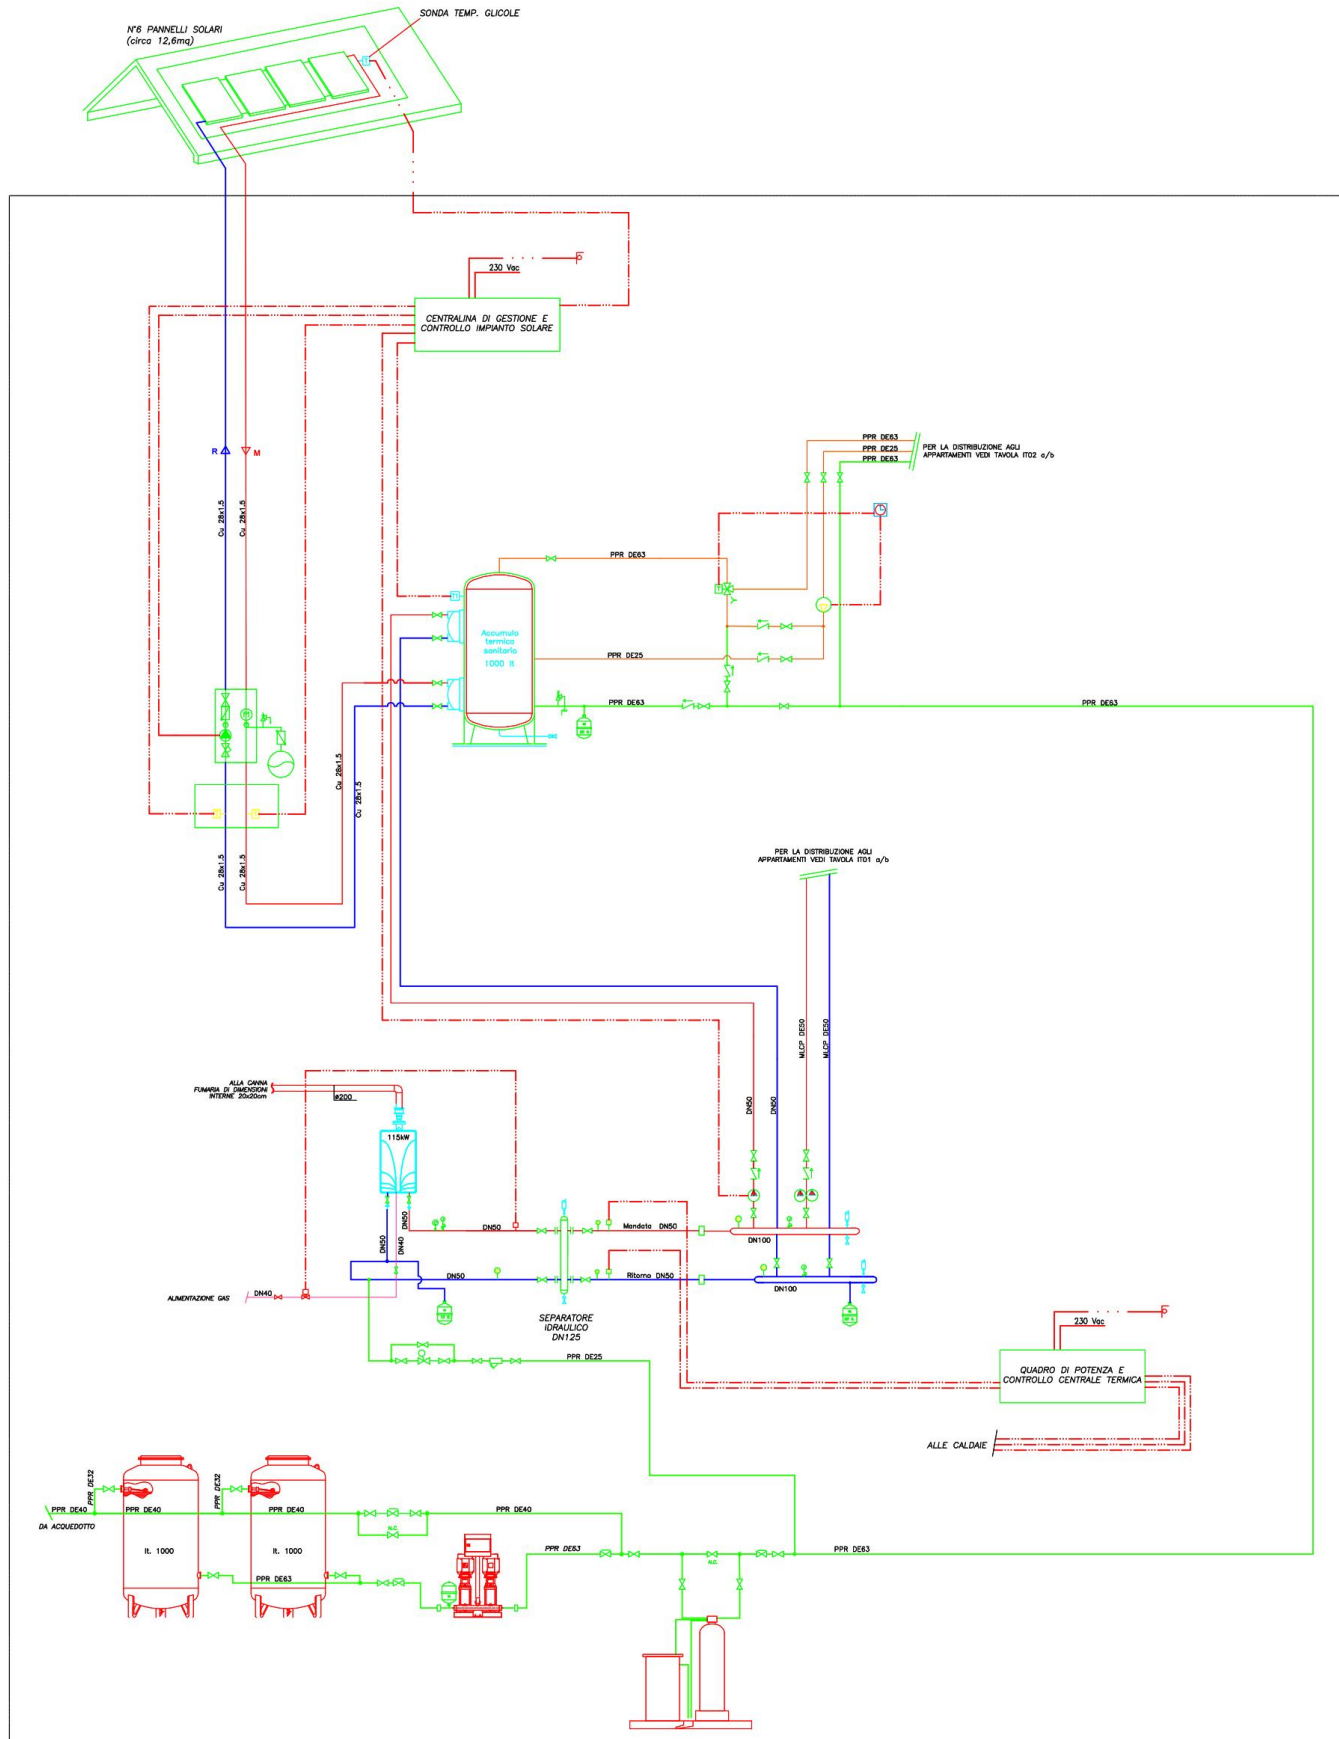 SONDA TEMP. GLICOLE
N°6 PANNELLI SOLARI
(circa 12,6mq)
230 Vac
CENTRALINA DI GESTIONE E
CONTROLLO IMPIANTO SOLARE
PPR DE63
PPR DE25
PPR DE63
PER LA DISTRIBUZIONE AGLI
APPARTAMENTI VEDI TAVOLA IT02 a/b
R
M
Cu 28x1.5
Cu 28x1.5
PPR DE63
Accumulo
termico
sanitario
1000 lt
PPR DE25
PPR DE63
PPR DE63
Cu 28x1.5
Cu 28x1.5
Cu 28x1.5
Cu 28x1.5
PER LA DISTRIBUZIONE AGLI
APPARTAMENTI VEDI TAVOLA IT01 a/b
MLCP DE50
MLCP DE50
DN50
DN50
ALLA CANNA
FUMARIA DI DIMENSIONI
INTERNE 20x20cm
ø200
115kW
DN50
DN50
DN40
DN50
Mandata DN50
DN100
DN50
Ritorno DN50
DN100
ALIMENTAZIONE GAS
DN40
SEPARATORE
IDRAULICO
DN125
230 Vac
PPR DE25
QUADRO DI POTENZA E
CONTROLLO CENTRALE TERMICA
ALLE CALDAIE
PPR DE32
PPR DE32
PPR DE40
PPR DE40
PPR DE40
PPR DE40
DA ACQUEDOTTO
N.C.
lt. 1000
lt. 1000
PPR DE63
PPR DE63
N.C.
PPR DE63